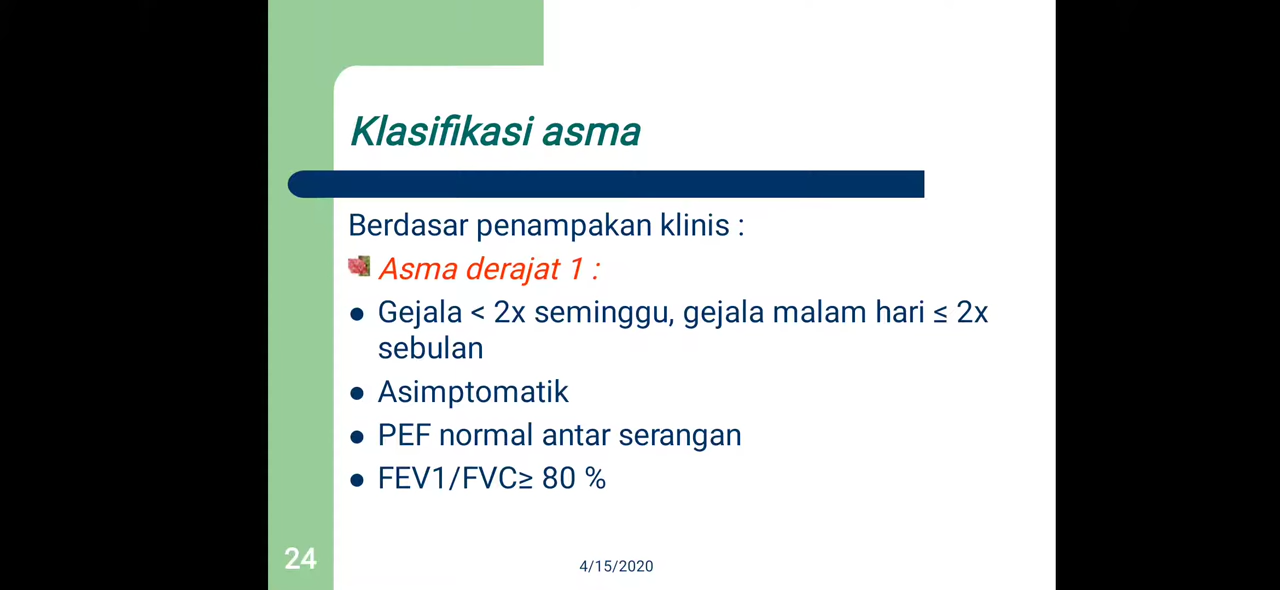 Klasifikasi asma
Berdasar penampakan klinis :
Asma derajat 1 :
● Gejala < 2x seminggu, gejala malam hari ≤ 2x
sebulan
● Asimptomatik
● PEF normal antar serangan
● FEV1/FVC≥ 80 %
24
4/15/2020